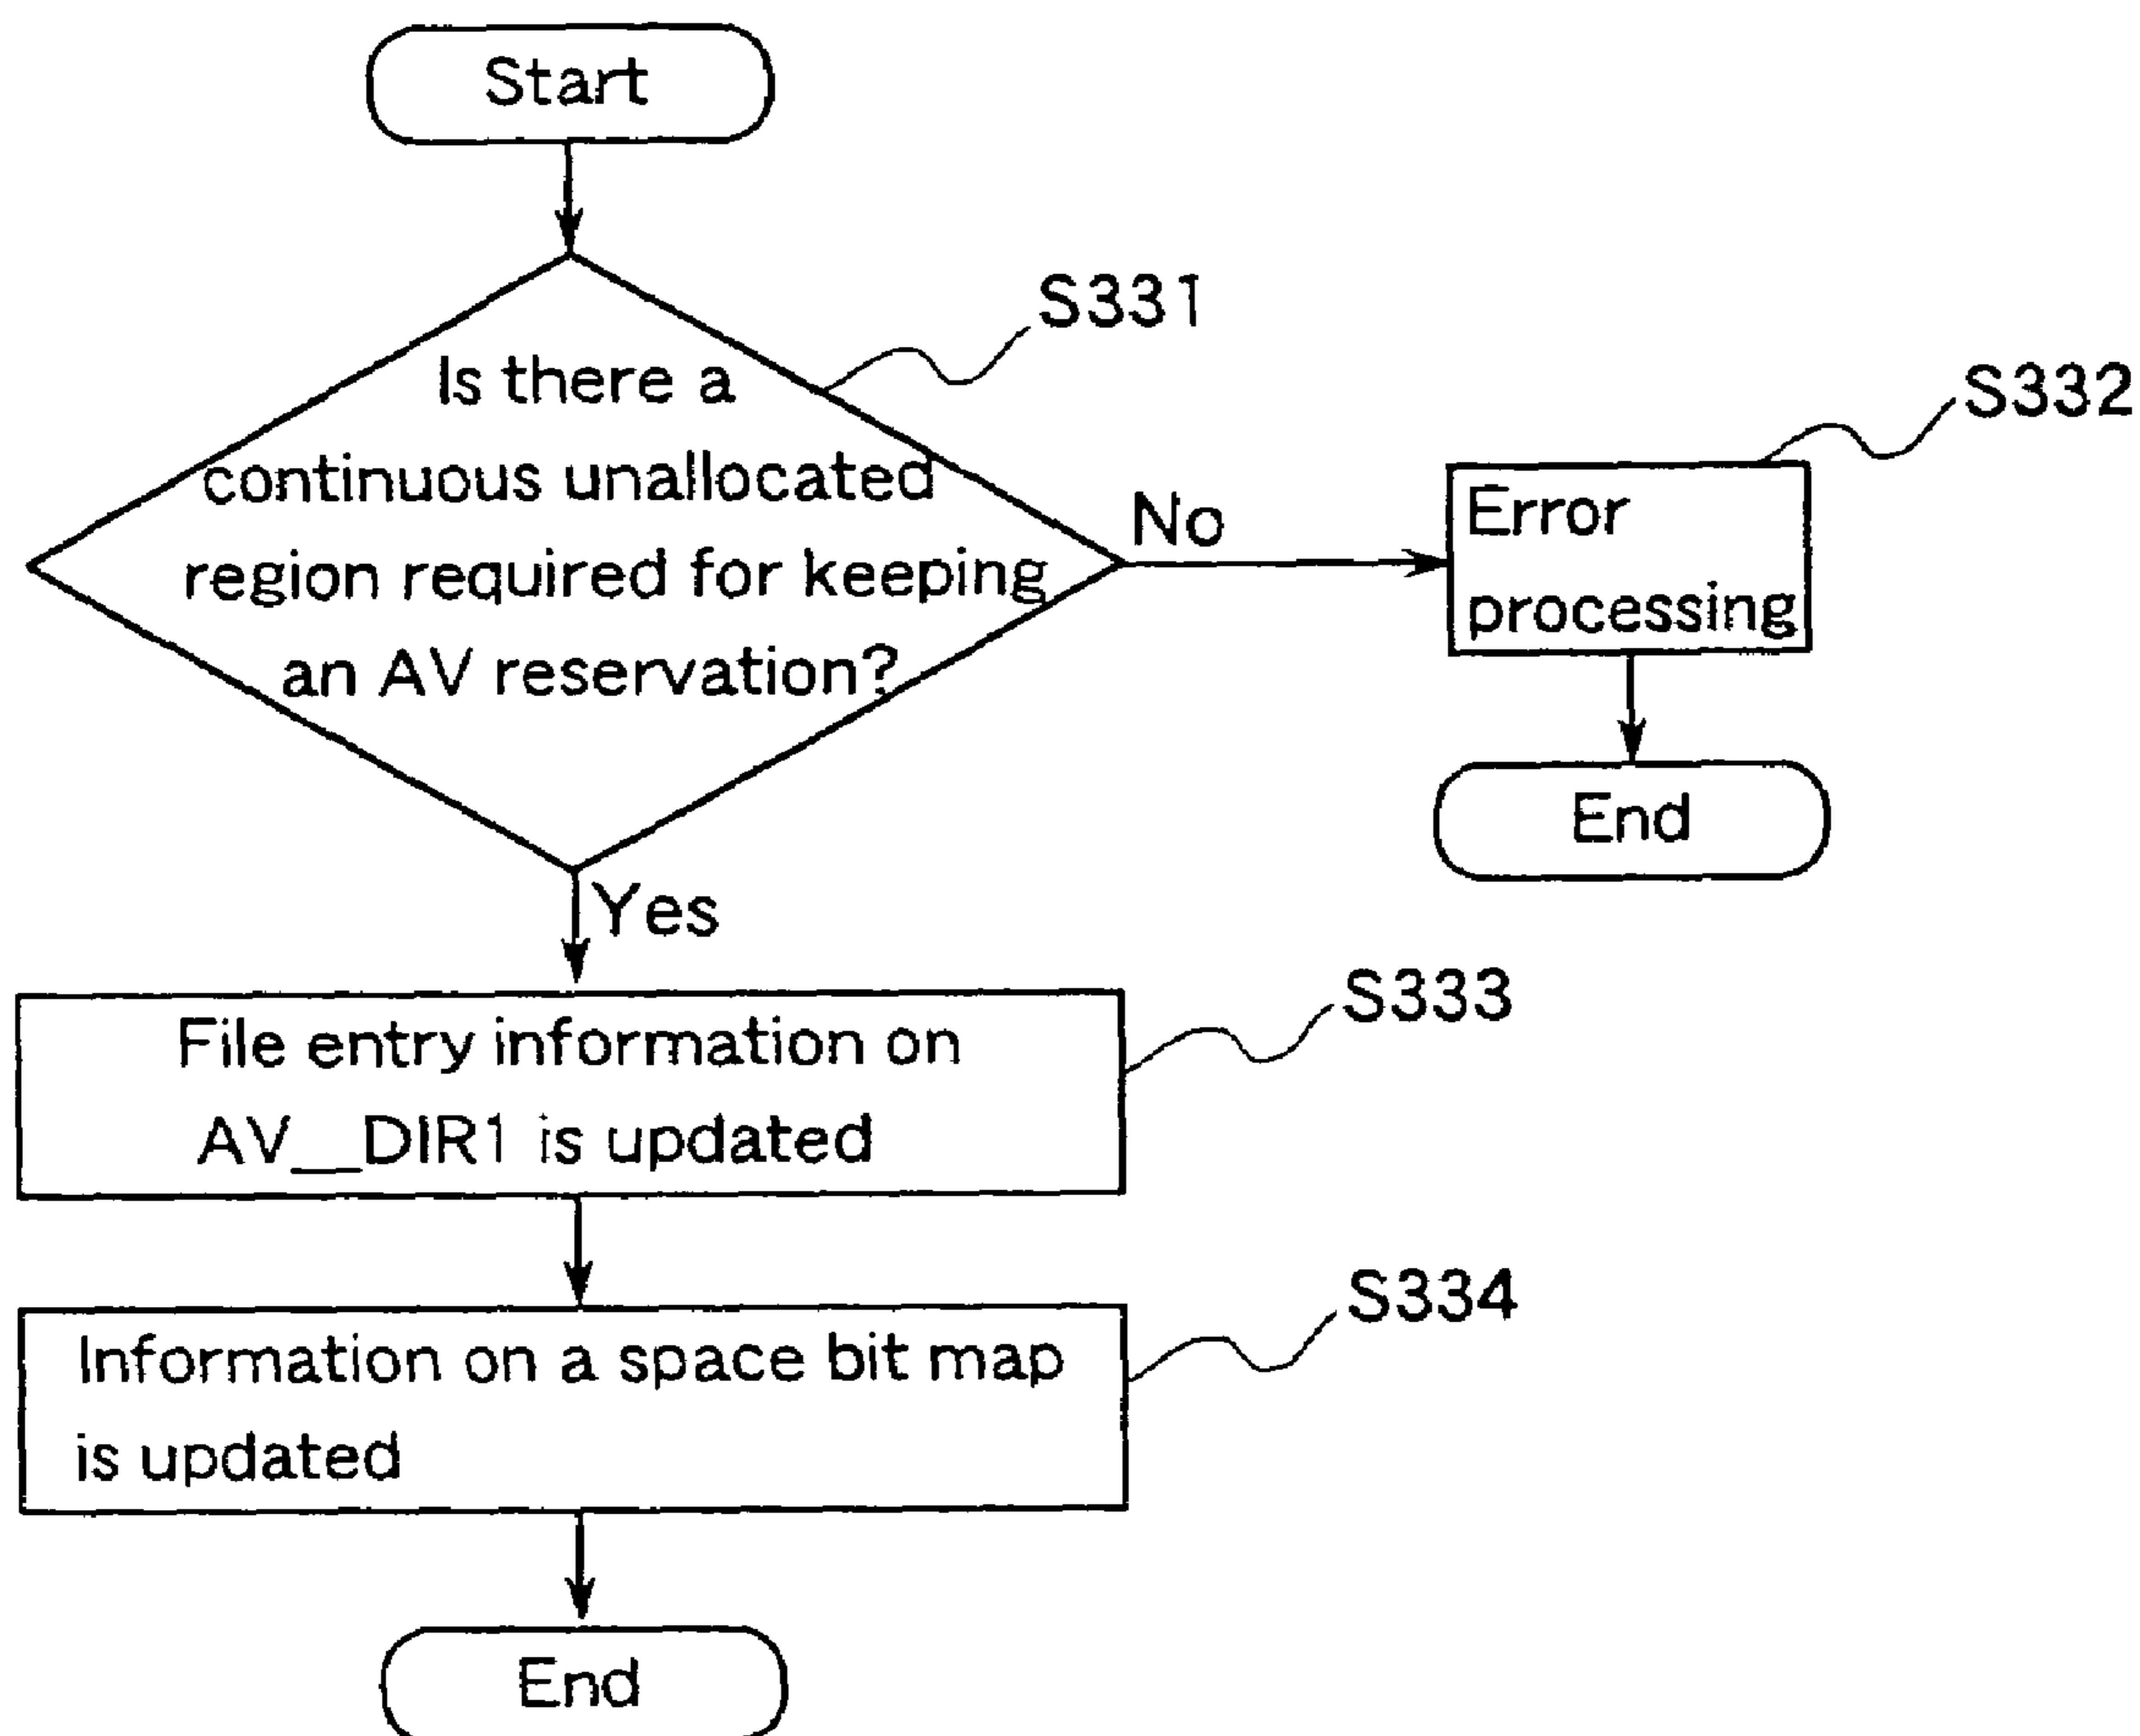 Start
S331
Is there a
continuous unallocated
region required for keeping
an AV reservation?
No
S332
Error
processing
End
Yes
S333
File entry information on
AV__DIR1 is updated
S334
Information on a space bit map
is updated
End